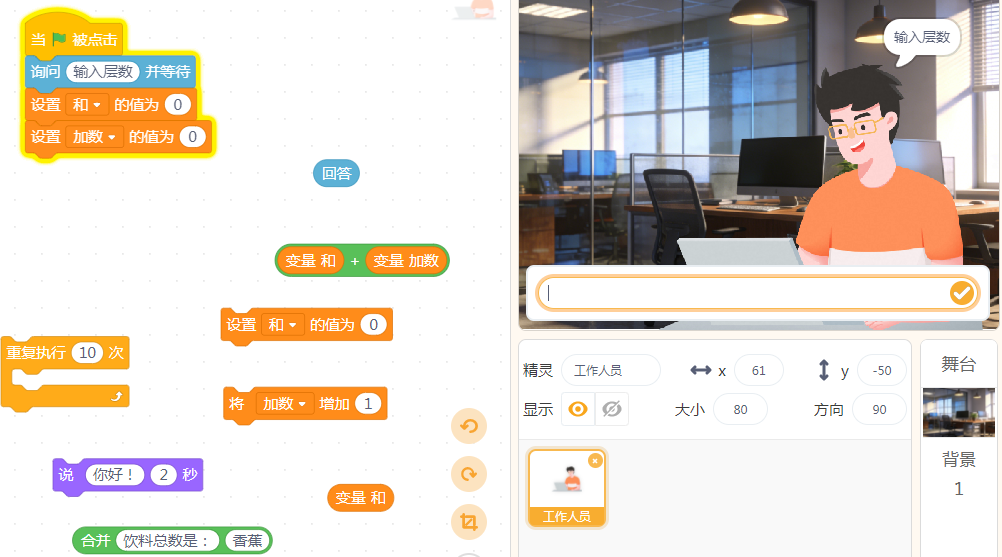 当 被点击
询问 输入层数 并等待
设置 和 的值为 0
设置 加数 的值为 0
回答
变量 和 + 变量 加数
设置 和 的值为 0
重复执行 10 次
将 加数 增加 1
说 你好！ 2 秒
变量 和
合并 饮料总数是： 香蕉
输入层数
精灵 工作人员 x 61 y -50
显示 大小 80 方向 90
工作人员
舞台
背景
1